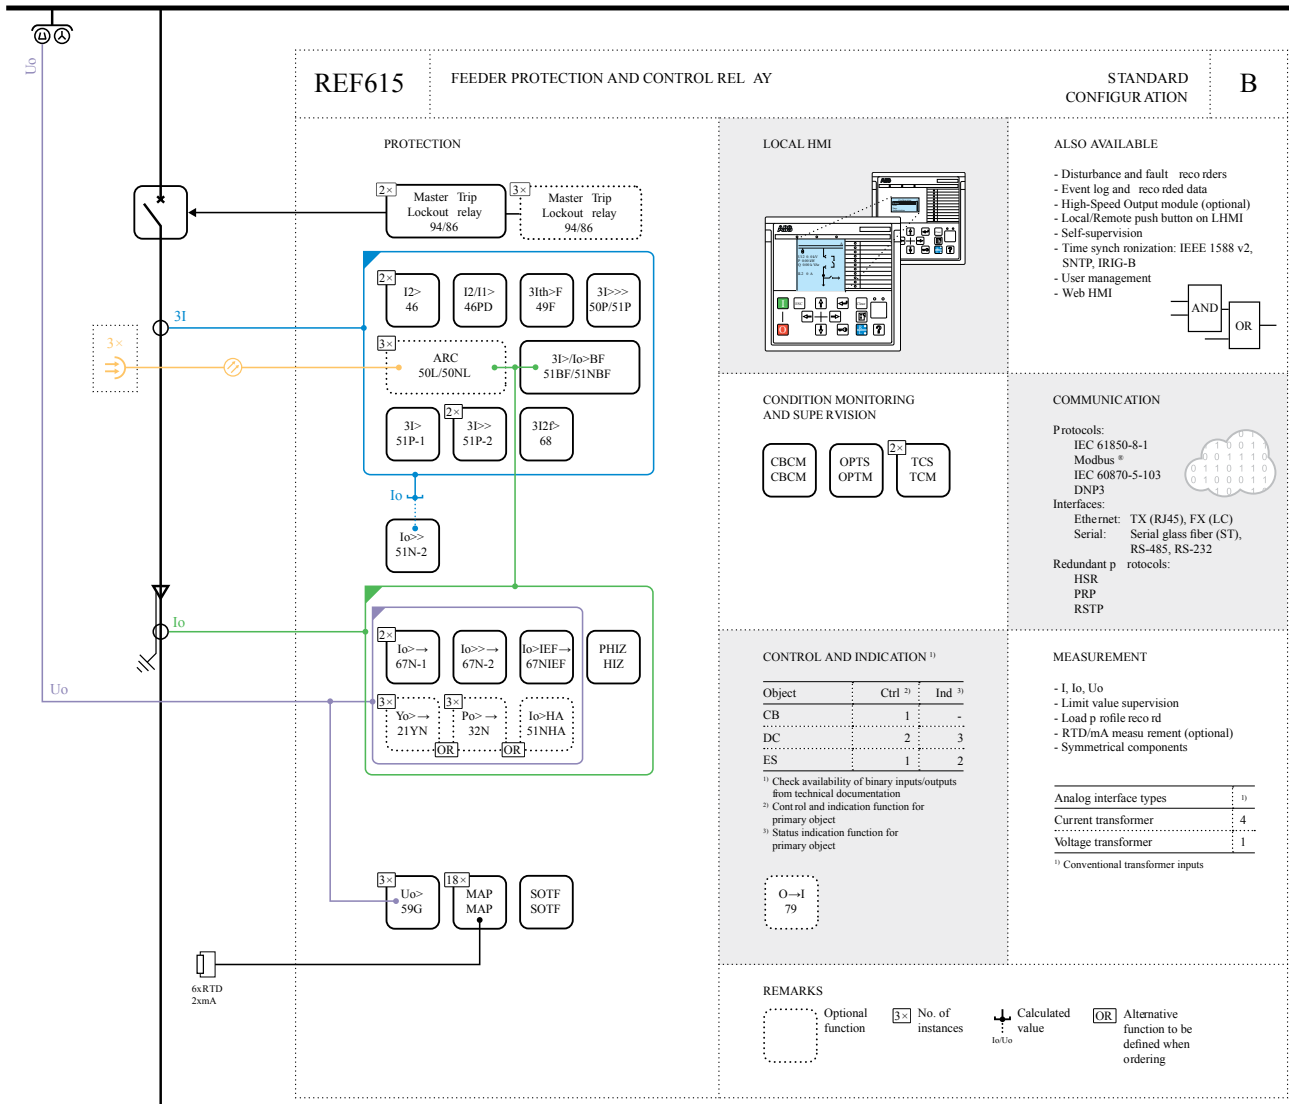 Uo
REF615
FEEDER PROTECTION AND CONTROL REL AY
STANDARD
CONFIGURATION
B
PROTECTION
2×
Master Trip
Lockout relay
94/86
3×
Master Trip
Lockout relay
94/86
3I
3×
2×
I2>
46
I2/I1>
46PD
3Ith>F
49F
3I>>>
50P/51P
3×
ARC
50L/50NL
3I>/Io>BF
51BF/51NBF
3I>
51P-1
2×
3I>>
51P-2
3I2f>
68
Io
Io>>
51N-2
Io
2×
Io>→
67N-1
Io>>→
67N-2
Io>IEF→
67NIEF
PHIZ
HIZ
Uo
3×
Yo>→
21YN
OR
3×
Po>→
32N
OR
Io>HA
51NHA
3×
Uo>
59G
18×
MAP
MAP
SOTF
SOTF
6xRTD
2xmA
LOCAL HMI
ABB
ABB
ALSO AVAILABLE
- Disturbance and fault reco rders
- Event log and reco rded data
- High-Speed Output module (optional)
- Local/Remote push button on LHMI
- Self-supervision
- Time synch ronization: IEEE 1588 v2,
SNTP, IRIG-B
- User management
- Web HMI
AND
OR
CONDITION MONITORING
AND SUPE RVISION
CBCM
CBCM
OPTS
OPTM
2×
TCS
TCM
COMMUNICATION
Protocols:
IEC 61850-8-1
Modbus ®
IEC 60870-5-103
DNP3
Interfaces:
Ethernet: TX (RJ45), FX (LC)
Serial: Serial glass fiber (ST),
RS-485, RS-232
Redundant p rotocols:
HSR
PRP
RSTP
CONTROL AND INDICATION 1)
Object Ctrl 2) Ind 3)
CB 1 -
DC 2 3
ES 1 2
1) Check availability of binary inputs/outputs
from technical documentation
2) Cont rol and indication function for
primary object
3) Status indication function for
primary object
O→I
79
MEASUREMENT
- I, Io, Uo
- Limit value supervision
- Load p rofile reco rd
- RTD/mA measu rement (optional)
- Symmetrical components
Analog interface types 1)
Current transformer 4
Voltage transformer 1
1) Conventional transformer inputs
REMARKS
Optional
function
3×
No. of
instances
Io/Uo
Calculated
value
OR
Alternative
function to be
defined when
ordering